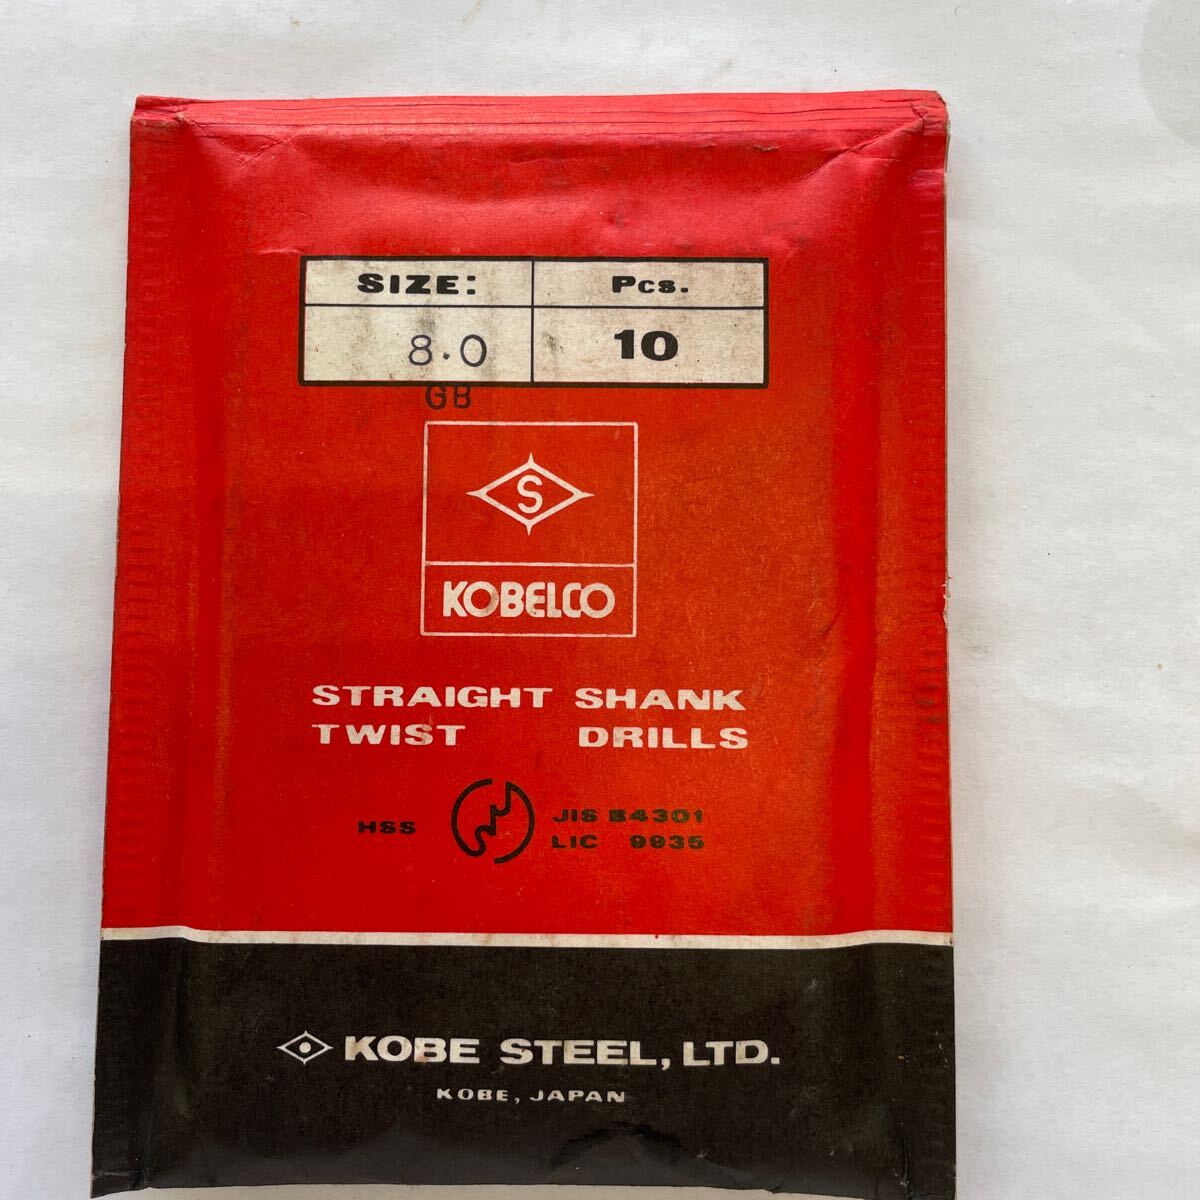 SIZE: Pcs.
8.0 10
GB
S
KOBELCO
STRAIGHT SHANK
TWIST DRILLS
HSS JIS B4301
LIC 9935
KOBE STEEL, LTD.
KOBE, JAPAN